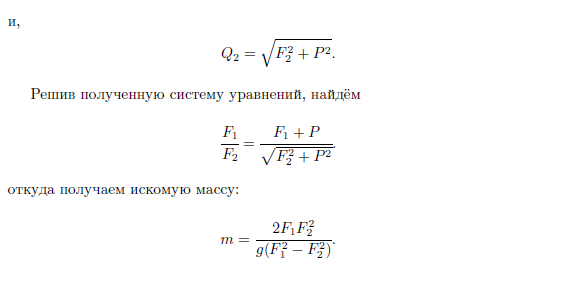 и,
$$Q_2 = \sqrt{F_2^2 + P^2}.$$
Решив полученную систему уравнений, найдём
$$\frac{F_1}{F_2} = \frac{F_1 + P}{\sqrt{F_2^2 + P^2}}.$$
откуда получаем искомую массу:
$$m = \frac{2F_1F_2^2}{g(F_1^2 - F_2^2)}.$$